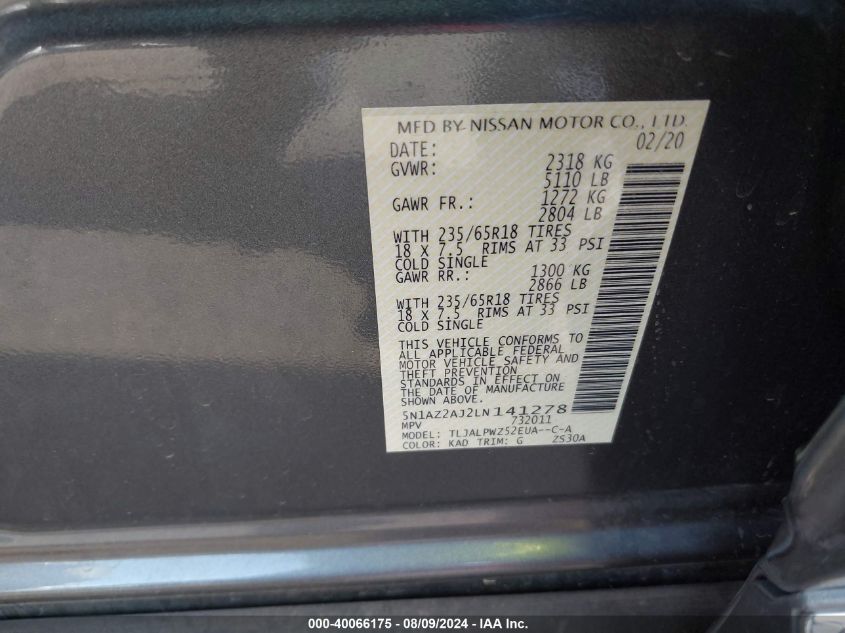 MFD BY NISSAN MOTOR CO., LTD.
DATE: 02/20
GVWR: 2318 KG
5110 LB
GAWR FR.: 1272 KG
2804 LB
WITH 235/65R18 TIRES
18 X 7.5 RIMS AT 33 PSI
COLD SINGLE
GAWR RR.: 1300 KG
2866 LB
WITH 235/65R18 TIRES
18 X 7.5 RIMS AT 33 PSI
COLD SINGLE
THIS VEHICLE CONFORMS TO
ALL APPLICABLE FEDERAL
MOTOR VEHICLE SAFETY AND
THEFT PREVENTION
STANDARDS IN EFFECT ON
THE DATE OF MANUFACTURE
SHOWN ABOVE
5N1AZ2AJ2LN141278
MPV 732011
MODEL: TLJALPWZ52EUA--C-A
COLOR: KAD TRIM: G ZS30A
000-40066175 - 08/09/2024 - IAA Inc.